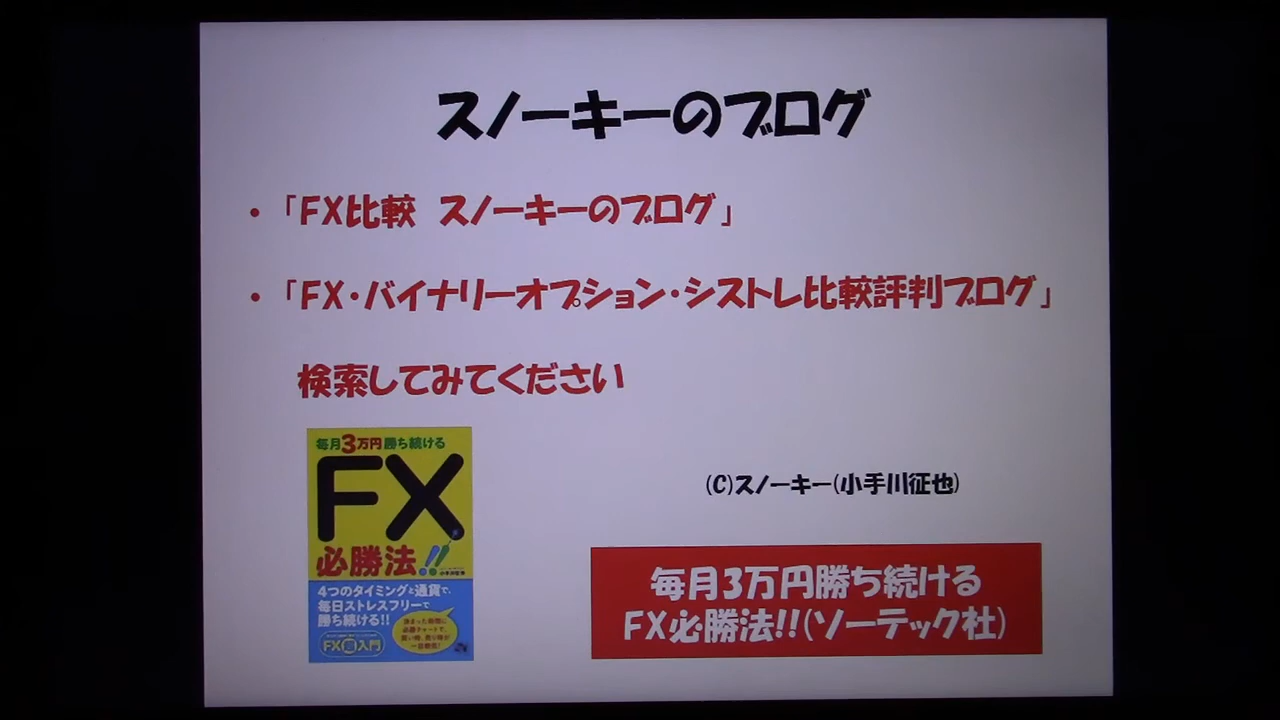 スノーキーのブログ
・「FX比較　スノーキーのブログ」
・「FX・バイナリーオプション・シストレ比較評判ブログ」
検索してみてください
毎月3万円勝ち続ける
FX
必勝法!!
4つのタイミングと通貨で、
毎日ストレスフリーで
勝ち続ける!!
FX超入門
(C)スノーキー(小手川征也)
毎月3万円勝ち続ける
FX必勝法!!(ソーテック社)